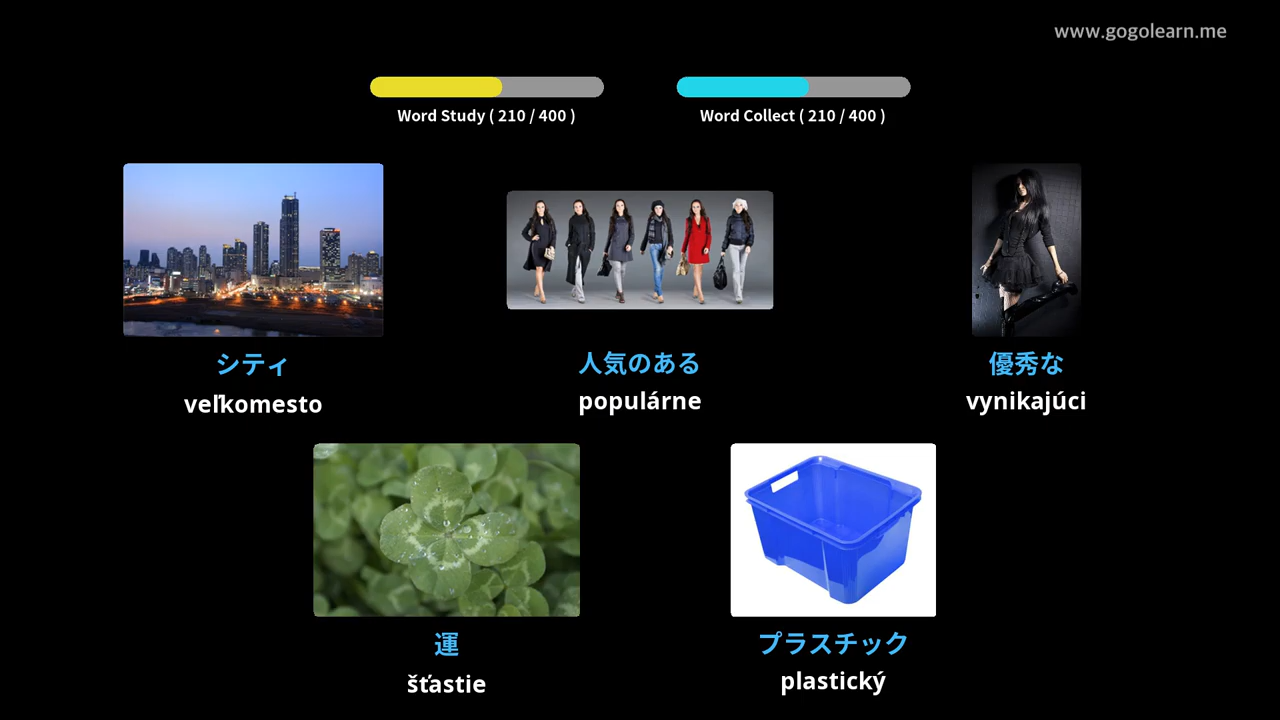 www.gogolearn.me
Word Study ( 210 / 400 )
Word Collect ( 210 / 400 )
シティ
veľkomesto
人気のある
populárne
優秀な
vynikajúci
運
šťastie
プラスチック
plastický